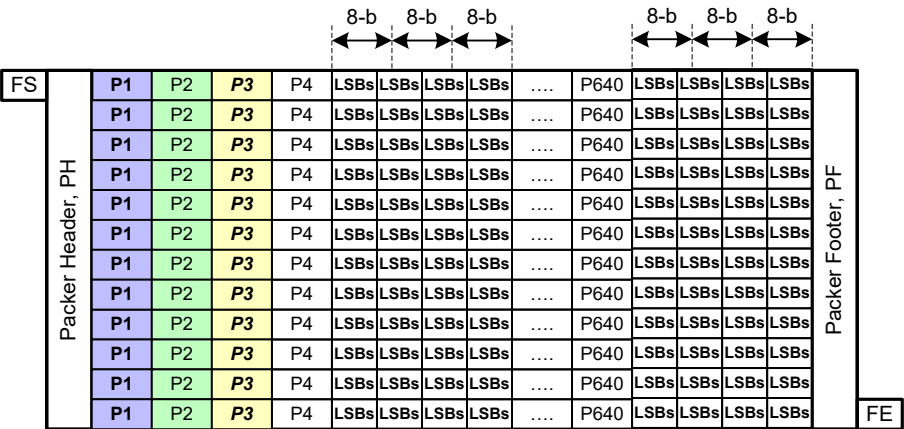 8-b 8-b 8-b 8-b 8-b 8-b
FS P1 P2 P3 P4 LSBs LSBs LSBs LSBs .... P640 LSBs LSBs LSBs LSBs
P1 P2 P3 P4 LSBs LSBs LSBs LSBs .... P640 LSBs LSBs LSBs LSBs
P1 P2 P3 P4 LSBs LSBs LSBs LSBs .... P640 LSBs LSBs LSBs LSBs
P1 P2 P3 P4 LSBs LSBs LSBs LSBs .... P640 LSBs LSBs LSBs LSBs
P1 P2 P3 P4 LSBs LSBs LSBs LSBs .... P640 LSBs LSBs LSBs LSBs
P1 P2 P3 P4 LSBs LSBs LSBs LSBs .... P640 LSBs LSBs LSBs LSBs
P1 P2 P3 P4 LSBs LSBs LSBs LSBs .... P640 LSBs LSBs LSBs LSBs
P1 P2 P3 P4 LSBs LSBs LSBs LSBs .... P640 LSBs LSBs LSBs LSBs
P1 P2 P3 P4 LSBs LSBs LSBs LSBs .... P640 LSBs LSBs LSBs LSBs
P1 P2 P3 P4 LSBs LSBs LSBs LSBs .... P640 LSBs LSBs LSBs LSBs
P1 P2 P3 P4 LSBs LSBs LSBs LSBs .... P640 LSBs LSBs LSBs LSBs
P1 P2 P3 P4 LSBs LSBs LSBs LSBs .... P640 LSBs LSBs LSBs LSBs FE
Packer Header, PH
Packer Footer, PF